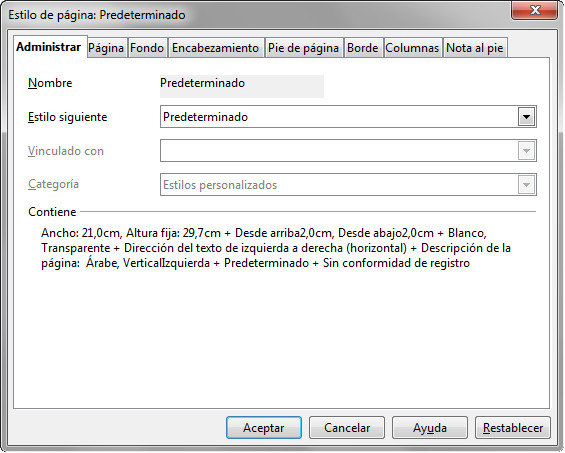 Estilo de página: Predeterminado
Administrar Página Fondo Encabezamiento Pie de página Borde Columnas Nota al pie
Nombre Predeterminado
Estilo siguiente Predeterminado
Vinculado con
Categoría Estilos personalizados
Contiene
Ancho: 21,0cm, Altura fija: 29,7cm + Desde arriba2,0cm, Desde abajo2,0cm + Blanco,
Transparente + Dirección del texto de izquierda a derecha (horizontal) + Descripción de la
página: Árabe, VerticalIzquierda + Predeterminado + Sin conformidad de registro
Aceptar Cancelar Ayuda Restablecer